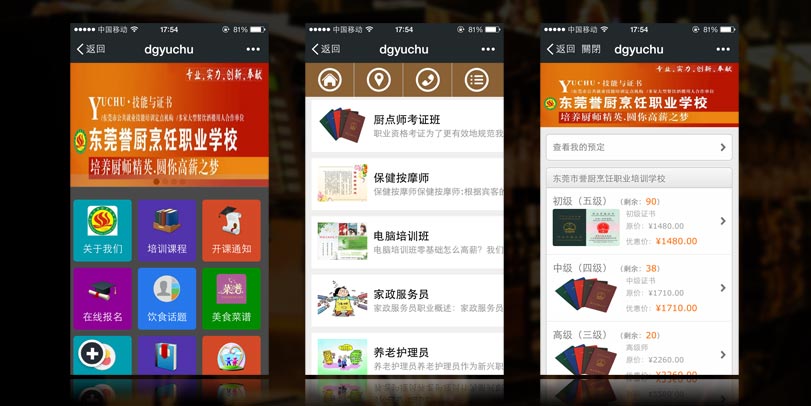 中国移动
17:54
81%
返回
dgyuchu
专业、实力、创新、奉献
YUCHU·技能与证书
东莞誉厨烹饪职业学校
培养厨师精英.圆你高薪之梦
关于我们
培训课程
开课通知
在线报名
饮食话题
美食菜谱
中国移动
17:54
81%
返回
dgyuchu
厨点师考证班
职业资格考证为了更有效地规范我
保健按摩师
保健按摩师保健按摩师;根据宾客的
电脑培训班
电脑培训班零基础怎么高薪？我们
家政服务员
家政服务员职业概述：家政服务员
养老护理员
养老护理员养老护理员作为新兴职
中国移动
17:54
81%
返回 關閉
dgyuchu
专业、实力、创新、奉献
YUCHU·技能与证书
东莞誉厨烹饪职业学校
培养厨师精英.圆你高薪之梦
查看我的预定
东莞市誉厨烹饪职业培训学校
初级（五级）（剩余：90）
初级证书
原价：¥1480.00
优惠价：¥1480.00
中级（四级）（剩余：38）
中级证书
原价：¥1710.00
优惠价：¥1710.00
高级（三级）（剩余：20）
高级师
原价：¥2260.00